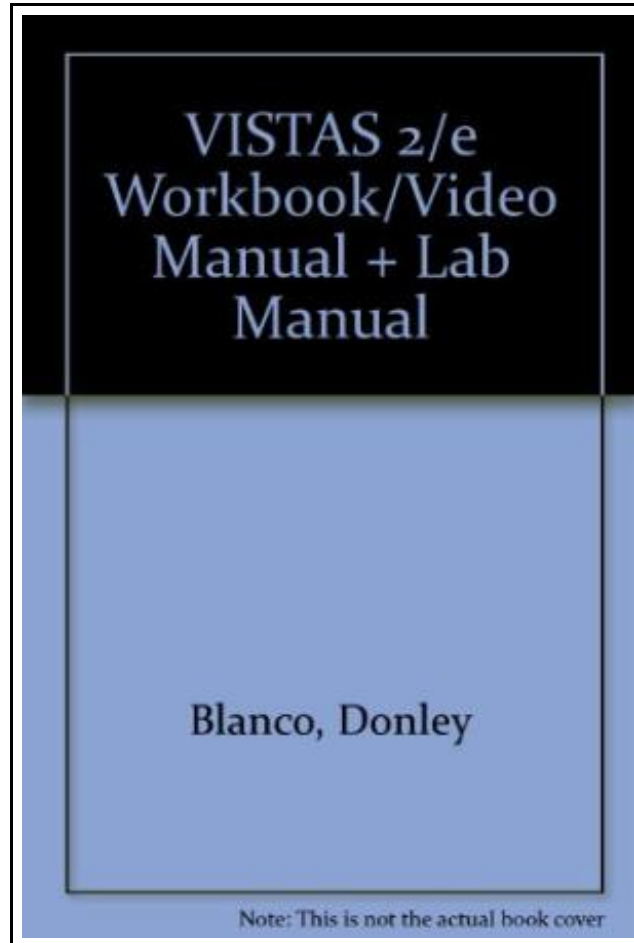 VISTAS 2/e
Workbook/Video
Manual + Lab
Manual
Blanco, Donley
Note: This is not the actual book cover